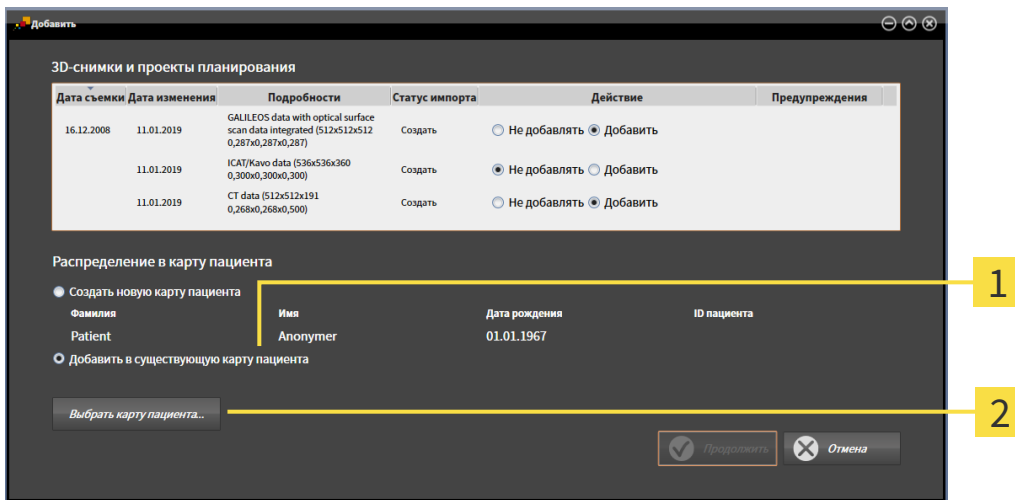 Добавить
3D-снимки и проекты планирования
Дата съемки Дата изменения Подробности Статус импорта Действие Предупреждения
GALILEOS data with optical surface
16.12.2008 11.01.2019 scan data integrated (512x512x512 Создать Не добавлять Добавить
0,287x0,287x0,287)
ICAT/Kavo data (536x536x360
11.01.2019 Создать Не добавлять Добавить
0,300x0,300x0,300)
CT data (512x512x191
11.01.2019 Создать Не добавлять Добавить
0,268x0,268x0,500)
Распределение в карту пациента
Создать новую карту пациента
1
Фамилия Имя Дата рождения ID пациента
Patient Anonymer 01.01.1967
Добавить в существующую карту пациента
Выбрать карту пациента...
2
Продолжить Отмена